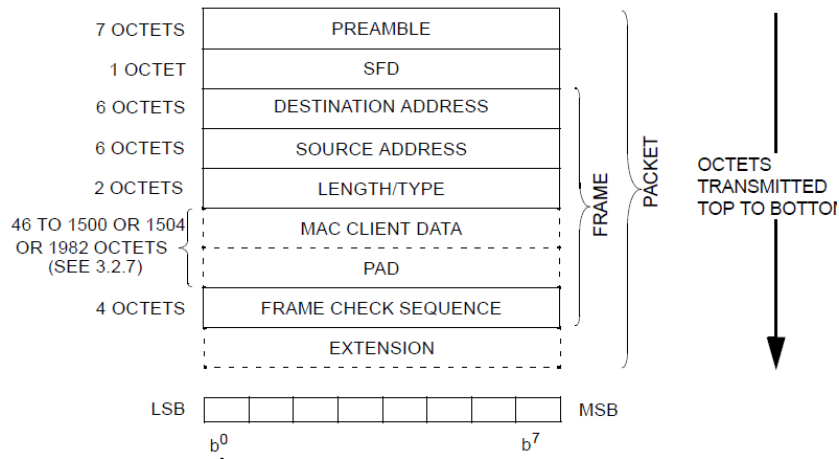 7 OCTETS PREAMBLE
1 OCTET SFD
6 OCTETS DESTINATION ADDRESS
6 OCTETS SOURCE ADDRESS
2 OCTETS LENGTH/TYPE
46 TO 1500 OR 1504
OR 1982 OCTETS
(SEE 3.2.7)
MAC CLIENT DATA
PAD
4 OCTETS FRAME CHECK SEQUENCE
EXTENSION
FRAME
PACKET
OCTETS
TRANSMITTED
TOP TO BOTTOM
LSB MSB
b0 b7